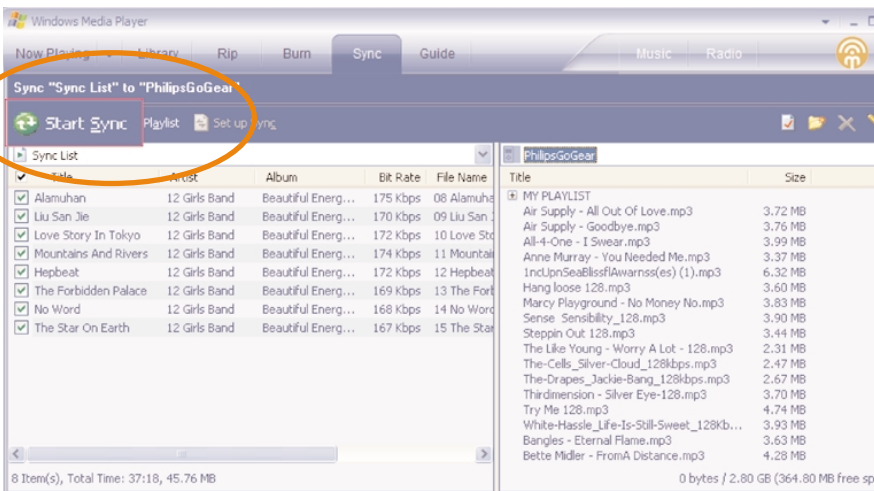 Windows Media Player
Now Playing Library Rip Burn Sync Guide Music Radio
Sync "Sync List" to "PhilipsGoGear"
Start Sync Playlist Set up Sync
Sync List
Title Artist Album Bit Rate File Name
Alamuhan 12 Girls Band Beautiful Energ... 175 Kbps 08 Alamuha
Liu San Jie 12 Girls Band Beautiful Energ... 170 Kbps 09 Liu San
Love Story In Tokyo 12 Girls Band Beautiful Energ... 172 Kbps 10 Love Sto
Mountains And Rivers 12 Girls Band Beautiful Energ... 174 Kbps 11 Mountai
Hepbeat 12 Girls Band Beautiful Energ... 172 Kbps 12 Hepbeat
The Forbidden Palace 12 Girls Band Beautiful Energ... 169 Kbps 13 The Forb
No Word 12 Girls Band Beautiful Energ... 168 Kbps 14 No Word
The Star On Earth 12 Girls Band Beautiful Energ... 167 Kbps 15 The Star
8 Item(s), Total Time: 37:18, 45.76 MB
PhilipsGoGear
Title Size
MY PLAYLIST
Air Supply - All Out Of Love.mp3 3.72 MB
Air Supply - Goodbye.mp3 3.76 MB
All-4-One - I Swear.mp3 3.99 MB
Anne Murray - You Needed Me.mp3 3.37 MB
1ncUpnSeaBlissflAwarnss(es) (1).mp3 6.32 MB
Hang loose 128.mp3 3.60 MB
Marcy Playground - No Money No.mp3 3.83 MB
Sense Sensibility_128.mp3 3.90 MB
Steppin Out 128.mp3 3.44 MB
The Like Young - Worry A Lot - 128.mp3 2.31 MB
The-Cells_Silver-Cloud_128kbps.mp3 2.47 MB
The-Drapes_Jackie-Bang_128kbps.mp3 2.67 MB
Thirdimension - Silver Eye-128.mp3 3.70 MB
Try Me 128.mp3 4.74 MB
White-Hassle_Life-Is-Still-Sweet_128Kb... 3.93 MB
Bangles - Eternal Flame.mp3 3.63 MB
Bette Midler - FromA Distance.mp3 4.28 MB
0 bytes / 2.80 GB (364.80 MB free sp